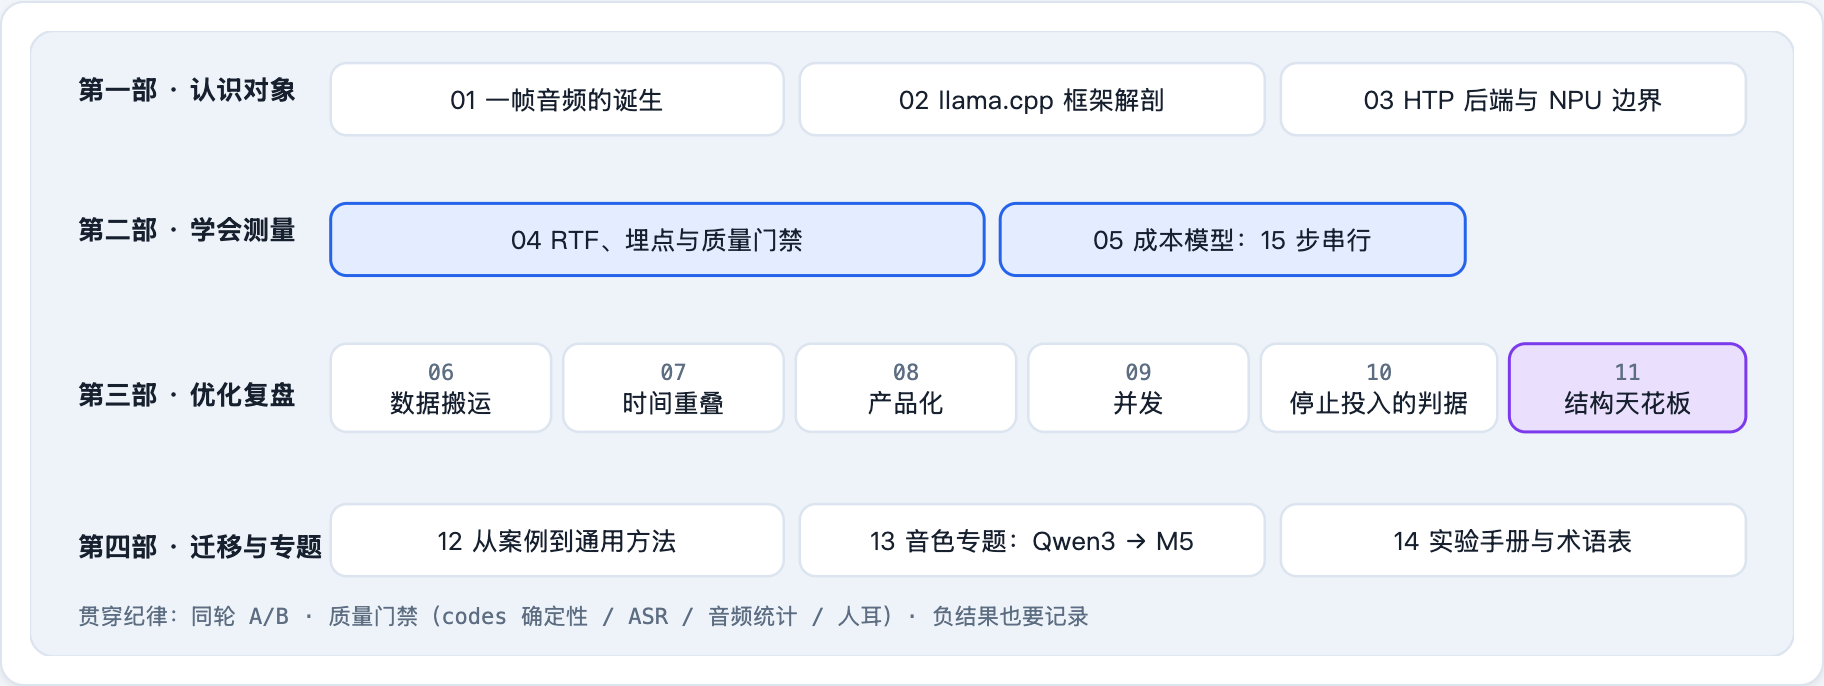 第一部 · 认识对象
01 一帧音频的诞生
02 llama.cpp 框架解剖
03 HTP 后端与 NPU 边界
第二部 · 学会测量
04 RTF、埋点与质量门禁
05 成本模型：15 步串行
第三部 · 优化复盘
06
数据搬运
07
时间重叠
08
产品化
09
并发
10
停止投入的判据
11
结构天花板
第四部 · 迁移与专题
12 从案例到通用方法
13 音色专题：Qwen3 → M5
14 实验手册与术语表
贯穿纪律：同轮 A/B · 质量门禁（codes 确定性 / ASR / 音频统计 / 人耳）· 负结果也要记录